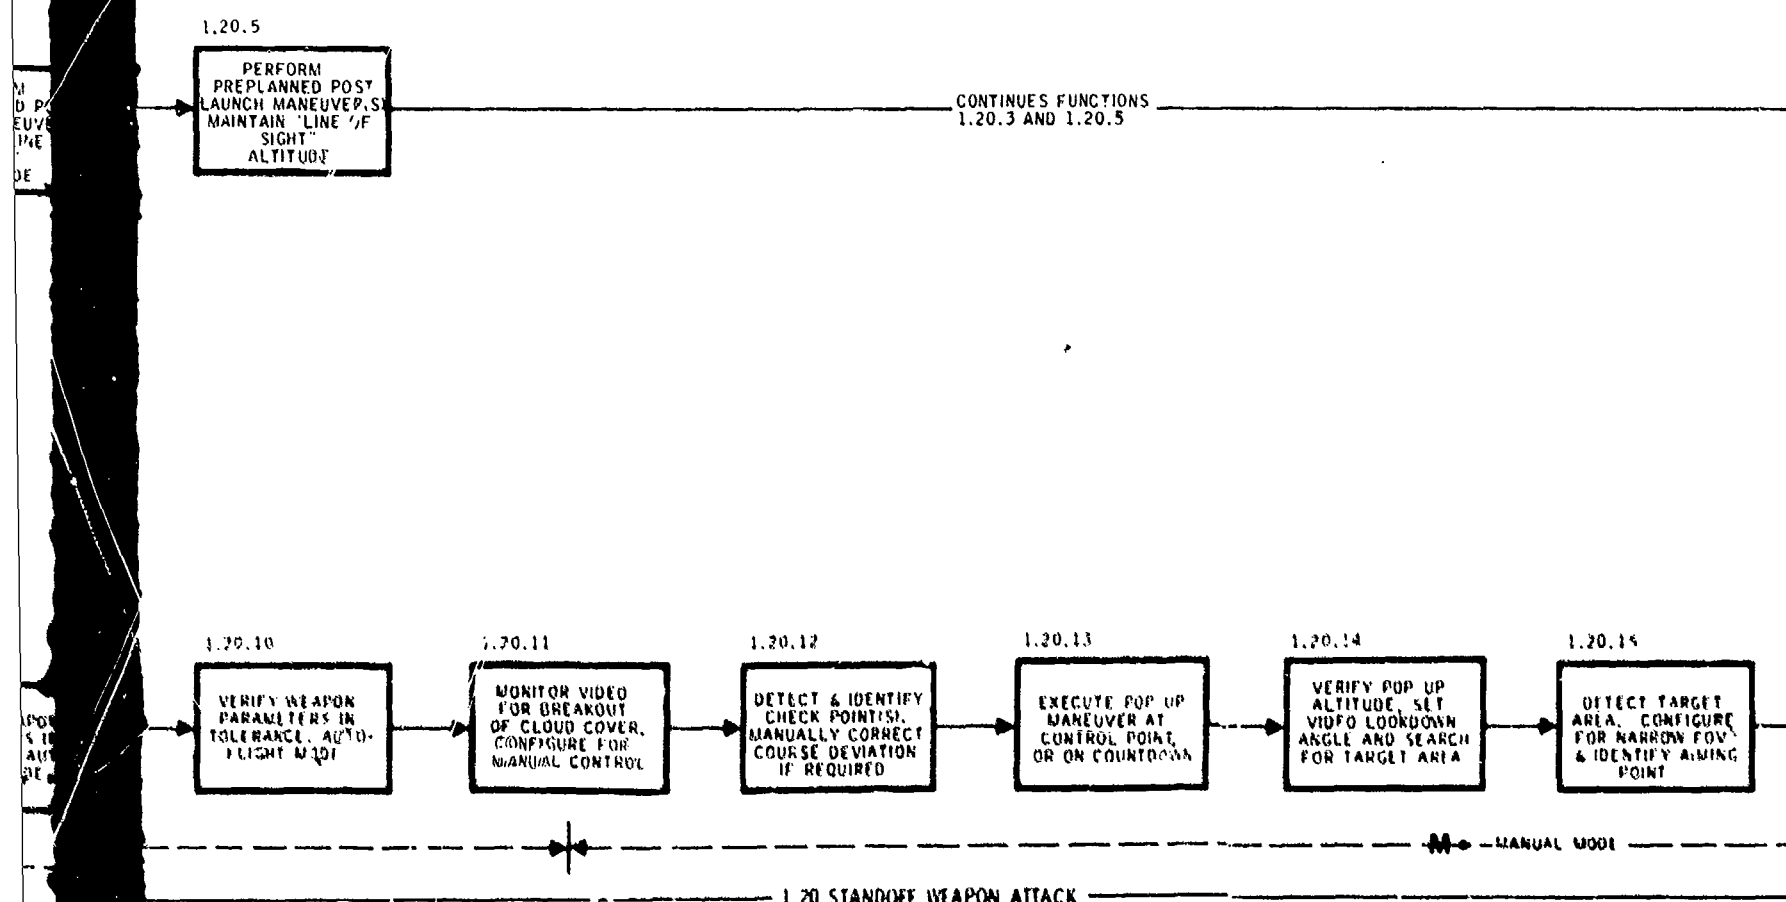 1.20.5
PERFORM
PREPLANNED POST
LAUNCH MANEUVER(S)
MAINTAIN "LINE OF
SIGHT"
ALTITUDE
CONTINUES FUNCTIONS
1.20.3 AND 1.20.5
M
D P
EUV
INE
DE
1.20.10
VERIFY WEAPON
PARAMETERS IN
TOLERANCE. AUTO-
FLIGHT MODE
1.20.11
MONITOR VIDEO
FOR BREAKOUT
OF CLOUD COVER.
CONFIGURE FOR
MANUAL CONTROL
1.20.12
DETECT & IDENTIFY
CHECK POINT(S).
MANUALLY CORRECT
COURSE DEVIATION
IF REQUIRED
1.20.13
EXECUTE POP UP
MANEUVER AT
CONTROL POINT,
OR ON COUNTDOWN
1.20.14
VERIFY POP UP
ALTITUDE, SET
VIDEO LOOKDOWN
ANGLE AND SEARCH
FOR TARGET AREA
1.20.15
DETECT TARGET
AREA. CONFIGURE
FOR NARROW FOV
& IDENTIFY AIMING
POINT
MANUAL MODE
1.20 STANDOFF WEAPON ATTACK